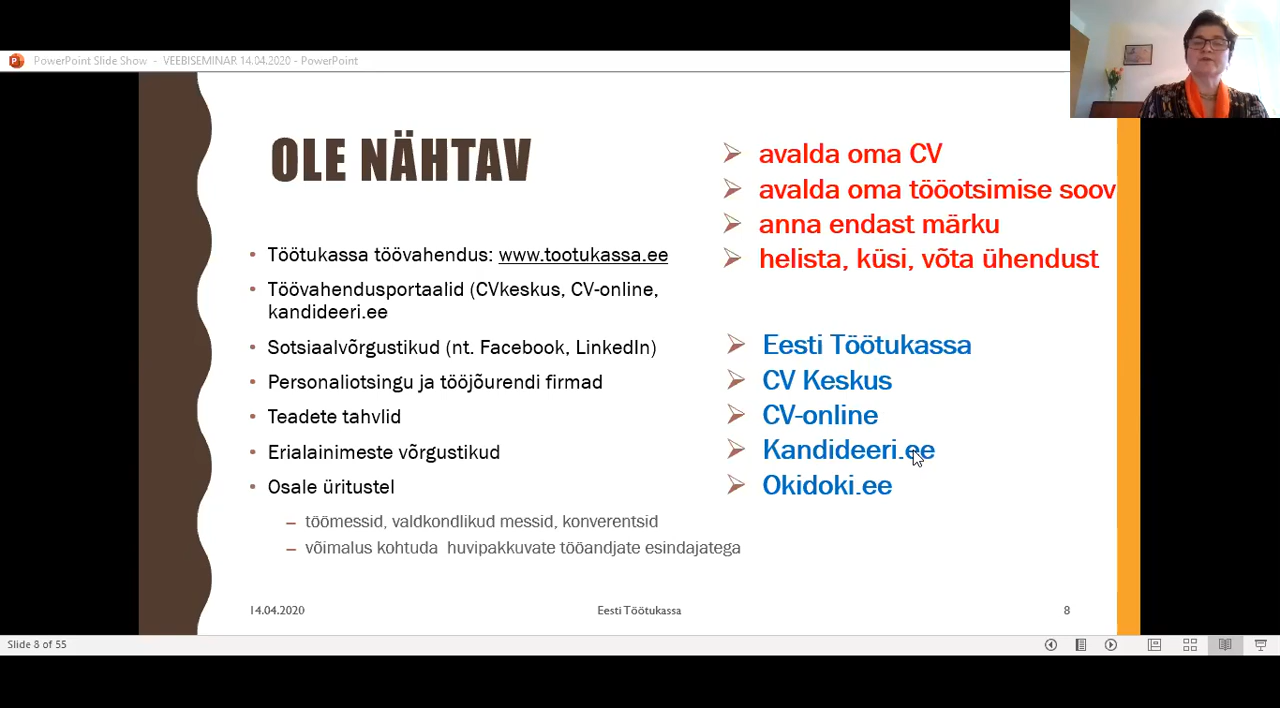 PowerPoint Slide Show - VEEBISEMINAR 14.04.2020 - PowerPoint
OLE NÄHTAV
Töötukassa töövahendus: www.tootukassa.ee
Töövahendusportaalid (CVkeskus, CV-online,
kandideeri.ee
Sotsiaalvõrgustikud (nt. Facebook, LinkedIn)
Personaliotsingu ja tööjõurendi firmad
Teadete tahvlid
Erialainimeste võrgustikud
Osale üritustel
töömessid, valdkondlikud messid, konverentsid
võimalus kohtuda huvipakkuvate tööandjate esindajatega
avalda oma CV
avalda oma tööotsimise soov
anna endast märku
helista, küsi, võta ühendust
Eesti Töötukassa
CV Keskus
CV-online
Kandideeri.ee
Okidoki.ee
14.04.2020
Eesti Töötukassa
8
Slide 8 of 55